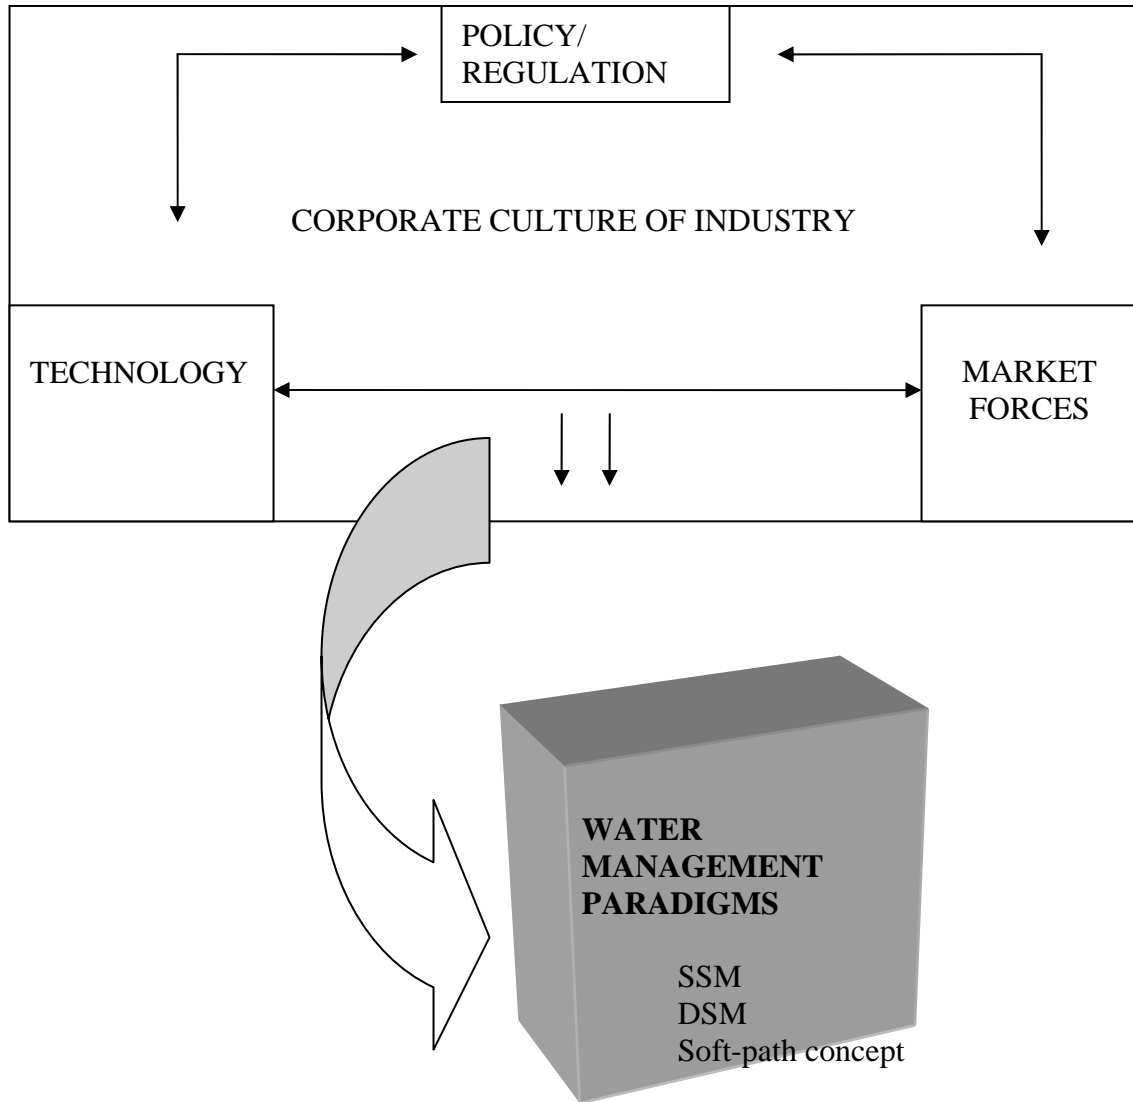 POLICY/
REGULATION
CORPORATE CULTURE OF INDUSTRY
TECHNOLOGY
MARKET
FORCES
WATER
MANAGEMENT
PARADIGMS
SSM
DSM
Soft-path concept